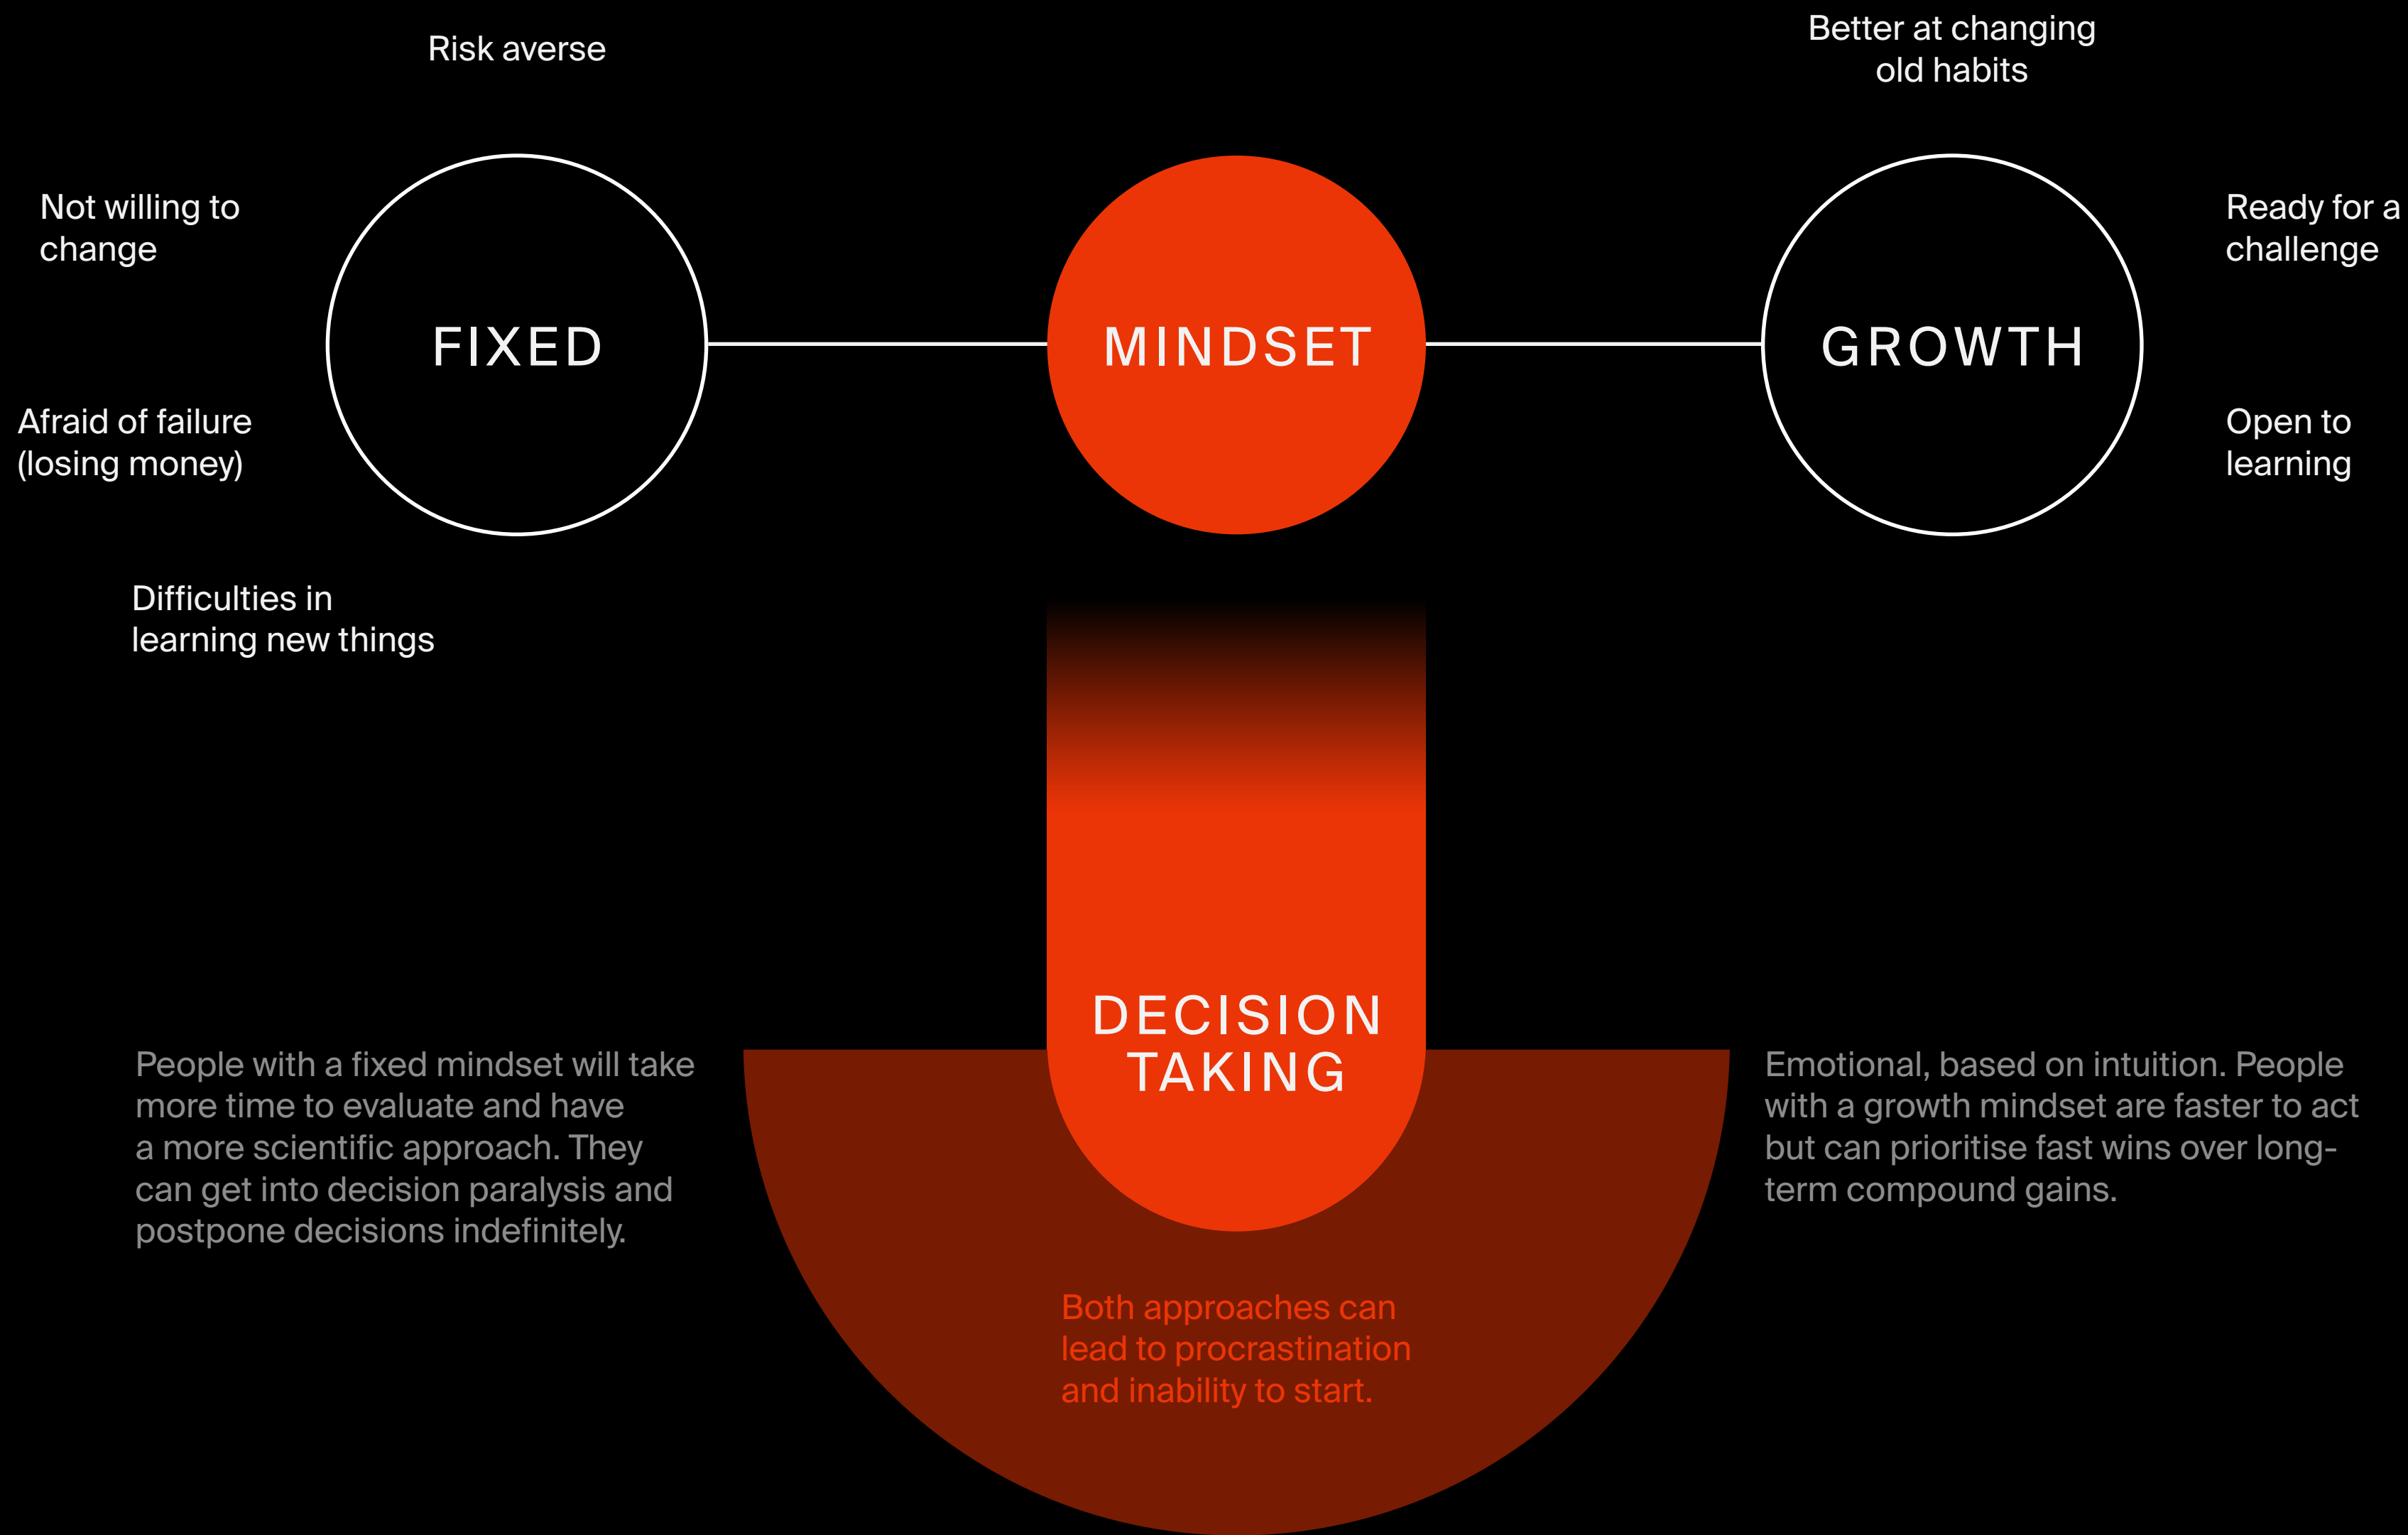 Risk averse
Better at changing
old habits
Not willing to
change
Ready for a
challenge
FIXED
MINDSET
GROWTH
Afraid of failure
(losing money)
Open to
learning
Difficulties in
learning new things
DECISION
TAKING
People with a fixed mindset will take
more time to evaluate and have
a more scientific approach. They
can get into decision paralysis and
postpone decisions indefinitely.
Emotional, based on intuition. People
with a growth mindset are faster to act
but can prioritise fast wins over long-
term compound gains.
Both approaches can
lead to procrastination
and inability to start.